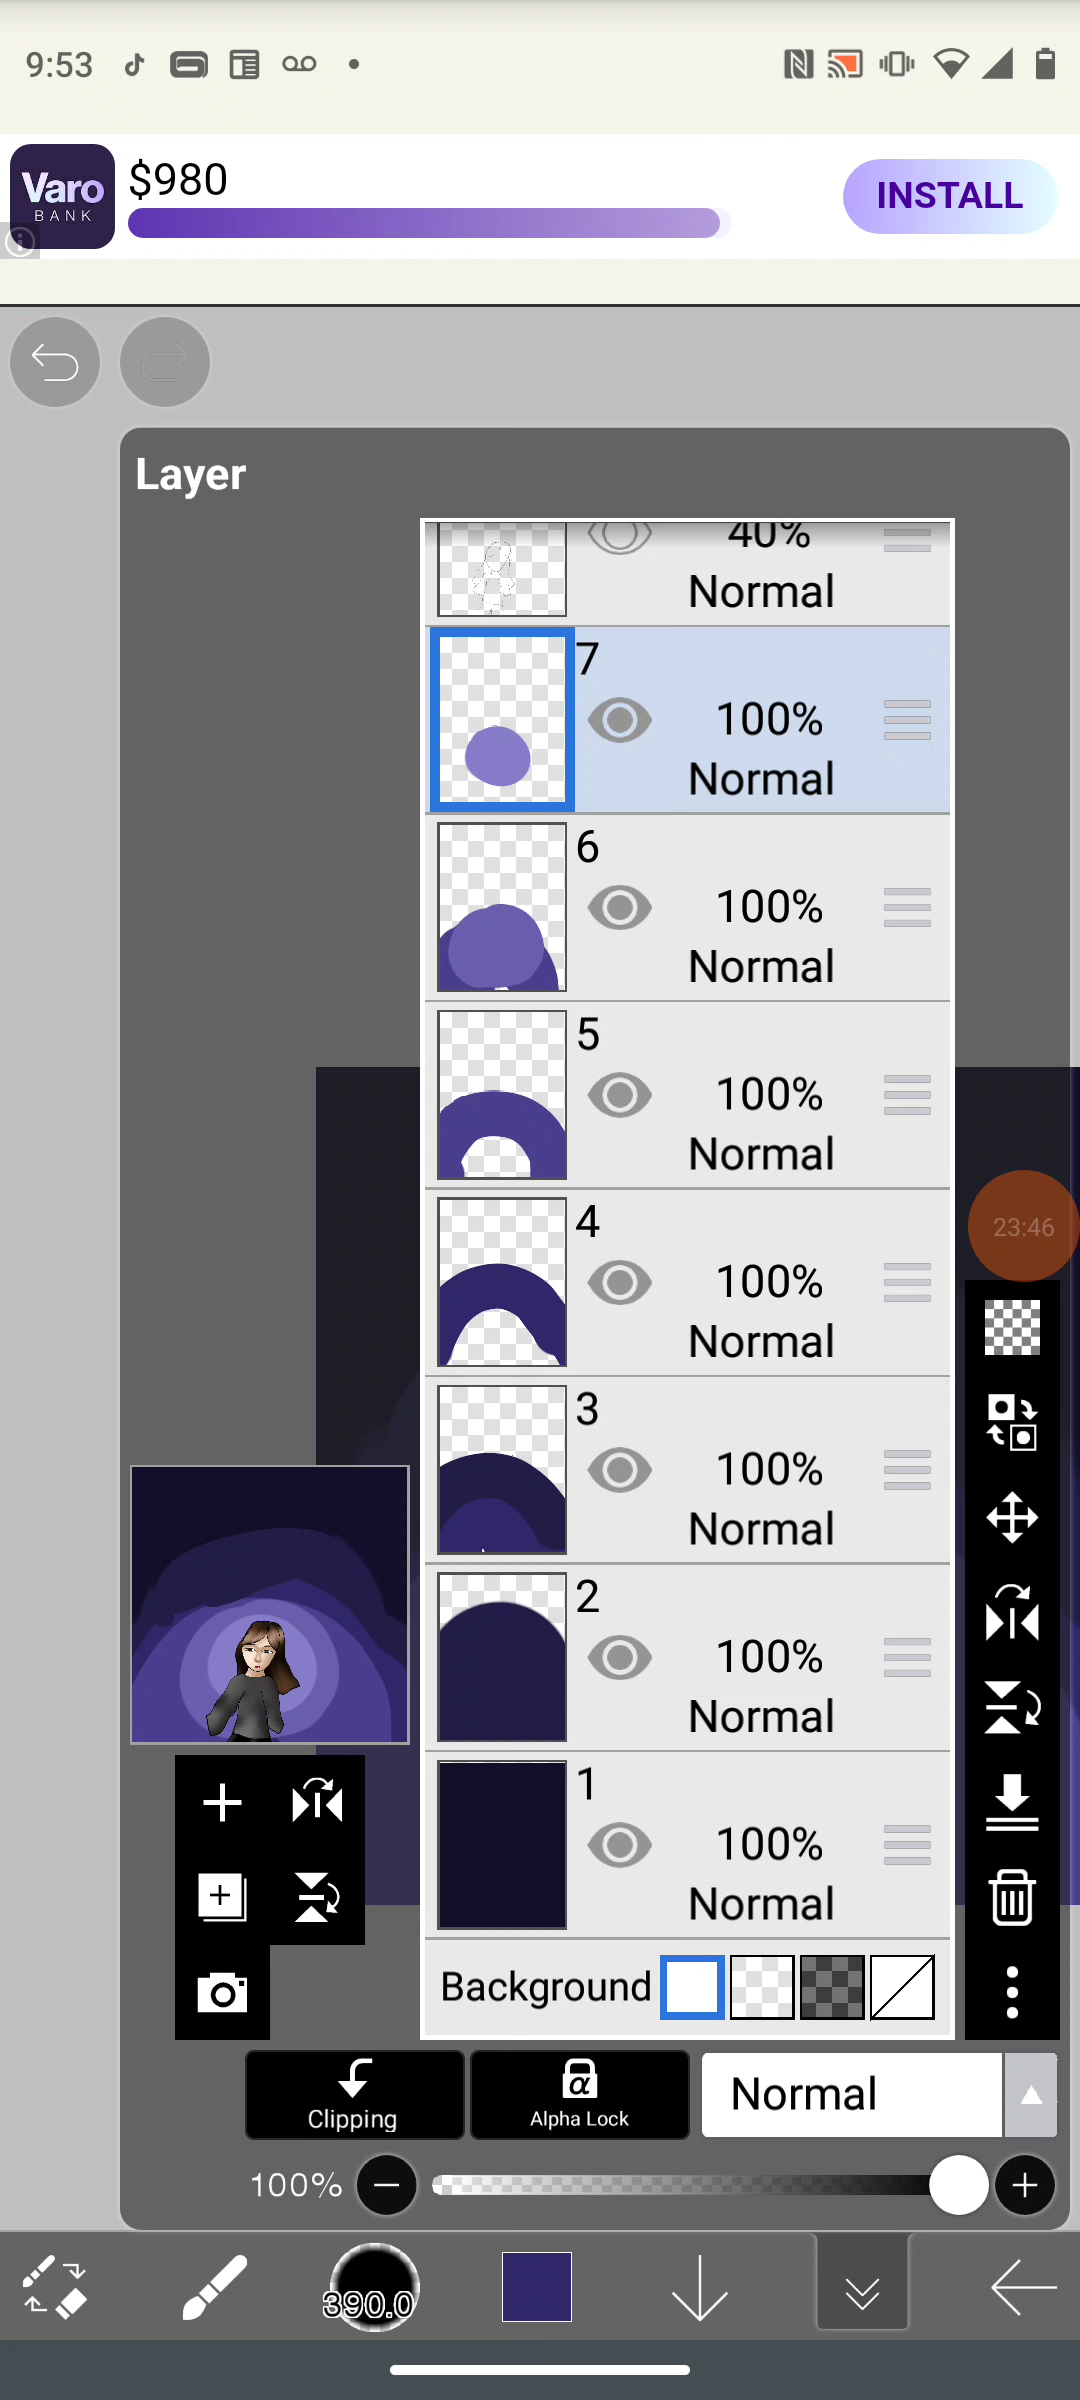 9:53
Varo
BANK
$980
INSTALL
Layer
40%
Normal
7
100%
Normal
6
100%
Normal
5
100%
Normal
4
100%
Normal
3
100%
Normal
2
100%
Normal
1
100%
Normal
23:46
Background
Clipping
α
Alpha Lock
Normal
100%
390.0